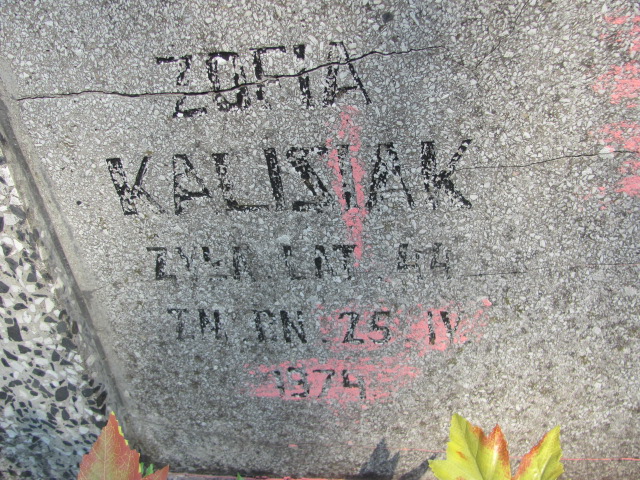 ZOFIA
KALISIAK
ŻYŁA LAT 44
ZM. DN. 25 IV
1974